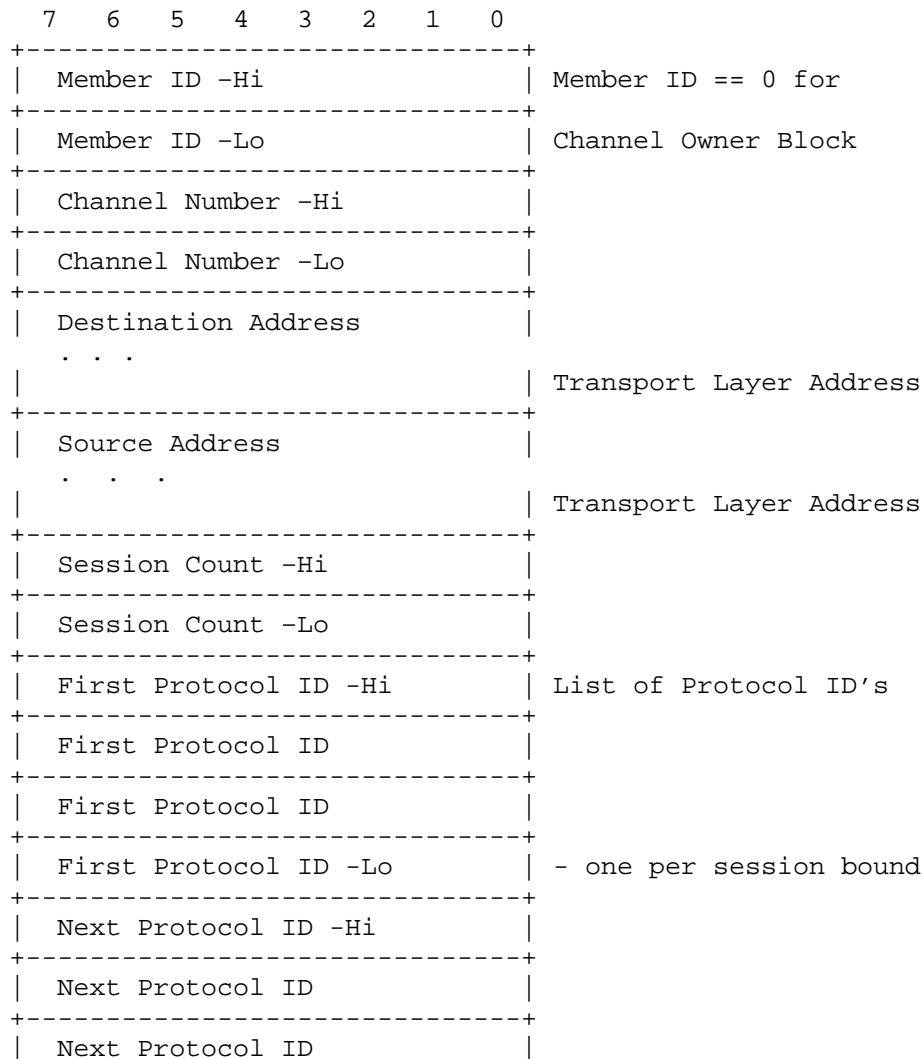 7 6 5 4 3 2 1 0
+-------------------------------+
| Member ID –Hi | Member ID == 0 for
+-------------------------------+
| Member ID –Lo | Channel Owner Block
+-------------------------------+
| Channel Number –Hi |
+-------------------------------+
| Channel Number –Lo |
+-------------------------------+
| Destination Address |
. . .
| | Transport Layer Address
+-------------------------------+
| Source Address |
. . .
| | Transport Layer Address
+-------------------------------+
| Session Count –Hi |
+-------------------------------+
| Session Count –Lo |
+-------------------------------+
| First Protocol ID -Hi | List of Protocol ID’s
+-------------------------------+
| First Protocol ID |
+-------------------------------+
| First Protocol ID |
+-------------------------------+
| First Protocol ID -Lo | - one per session bound
+-------------------------------+
| Next Protocol ID -Hi |
+-------------------------------+
| Next Protocol ID |
+-------------------------------+
| Next Protocol ID |